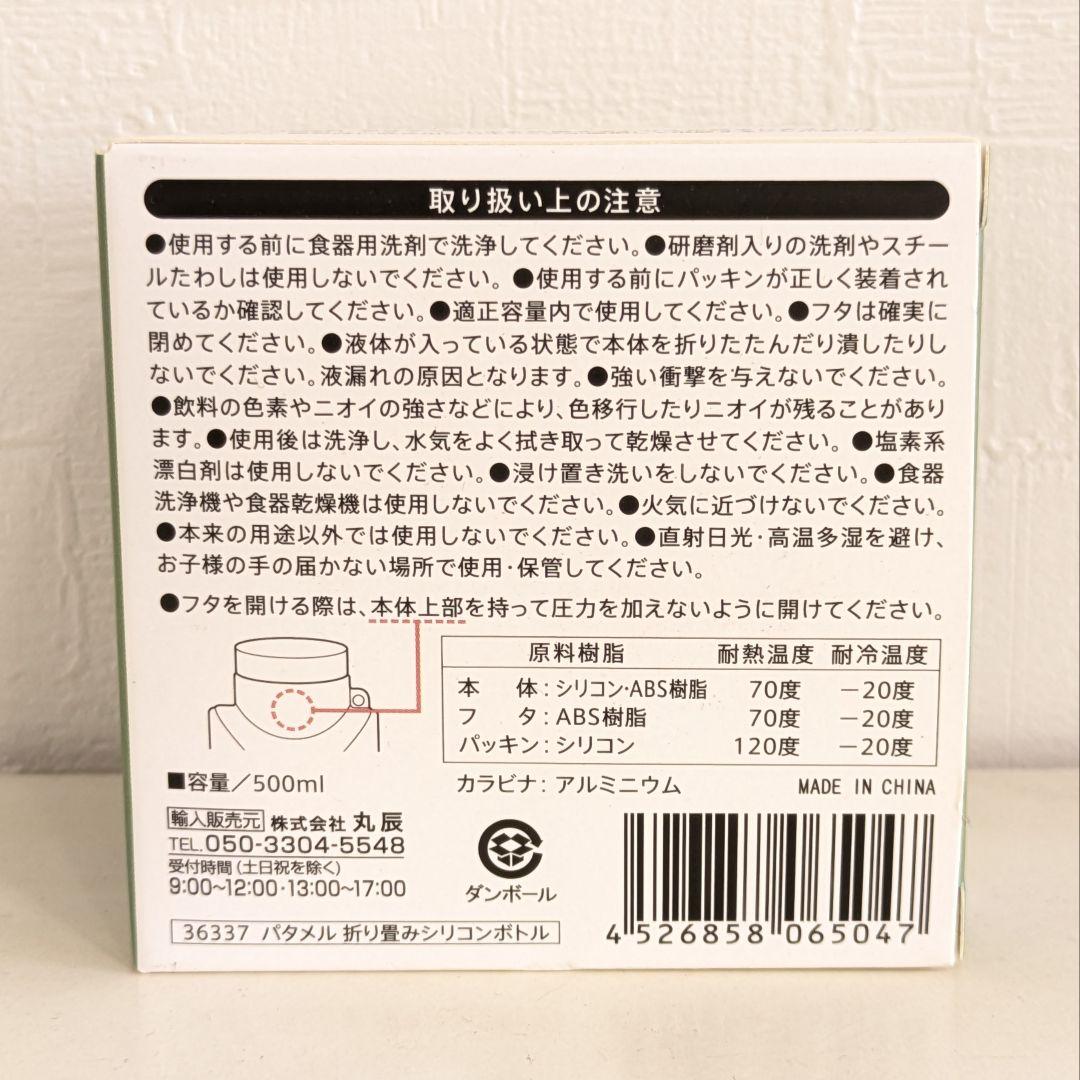 取り扱い上の注意
●使用する前に食器用洗剤で洗浄してください。●研磨剤入りの洗剤やスチー
ルたわしは使用しないでください。●使用する前にパッキンが正しく装着され
ているか確認してください。●適正容量内で使用してください。●フタは確実に
閉めてください。●液体が入っている状態で本体を折りたたんだり潰したりし
ないでください。液漏れの原因となります。●強い衝撃を与えないでください。
●飲料の色素やニオイの強さなどにより、色移行したりニオイが残ることがあり
ます。●使用後は洗浄し、水気をよく拭き取って乾燥させてください。●塩素系
漂白剤は使用しないでください。●浸け置き洗いをしないでください。●食器
洗浄機や食器乾燥機は使用しないでください。●火気に近づけないでください。
●本来の用途以外では使用しないでください。●直射日光・高温多湿を避け、
お子様の手の届かない場所で使用・保管してください。
●フタを開ける際は、本体上部を持って圧力を加えないように開けてください。
原料樹脂 耐熱温度 耐冷温度
本 体：シリコン・ABS樹脂 70度 −20度
フ タ：ABS樹脂 70度 −20度
パッキン：シリコン 120度 −20度
■容量／500ml
カラビナ：アルミニウム MADE IN CHINA
輸入販売元 株式会社 丸辰
TEL.050-3304-5548
受付時間(土日祝を除く)
9:00~12:00・13:00~17:00
ダンボール
36337 パタメル 折り畳みシリコンボトル
4 526858 065047